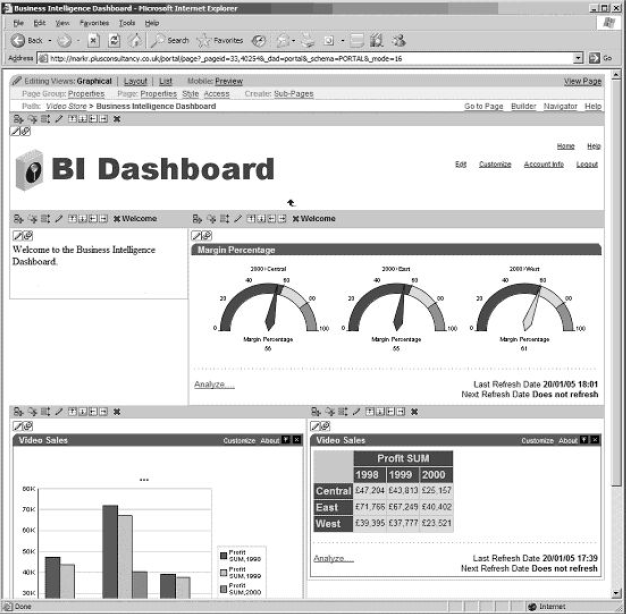 Business Intelligence Dashboard - Microsoft Internet Explorer
File Edit View Favorites Tools Help
Back Search Favorites
Address http://markr.plusconsultancy.co.uk/portal/page?_pageid=33,40254&_dad=portal&_schema=PORTAL&_mode=16 Go
Editing Views: Graphical | Layout | List Mobile: Preview View Page
Page Group: Properties Page: Properties Style Access Create: Sub-Pages
Path: Video Store > Business Intelligence Dashboard Go to Page Builder Navigator Help
Home Help
BI Dashboard
Edit Customize Account Info Logout
Welcome Welcome
Welcome to the Business Intelligence
Dashboard.
Margin Percentage
2000-Central 2000-East 2000-West
40 60 40 60 40 60
20 80 20 80 20 80
0 100 0 100 0 100
Margin Percentage Margin Percentage Margin Percentage
56 55 61
Analyze.... Last Refresh Date 20/01/05 18:01
Next Refresh Date Does not refresh
Video Sales Customize About
...
80K
70K
60K
50K
40K
30K
Profit SUM,1998
Profit SUM,1999
Profit SUM,2000
Video Sales Customize About
Profit SUM
1998 1999 2000
Central £47,204 £43,813 £25,157
East £71,766 £67,249 £40,402
West £39,395 £37,777 £23,521
Analyze.... Last Refresh Date 20/01/05 17:39
Next Refresh Date Does not refresh
Done Internet